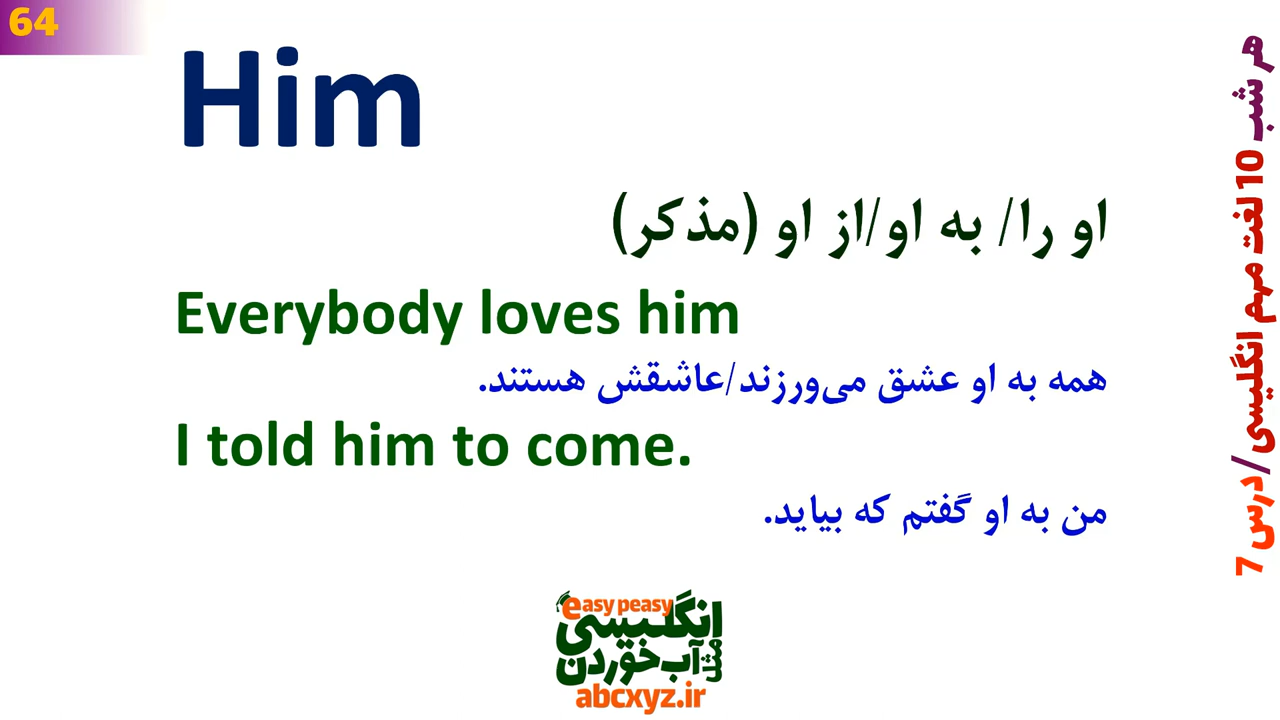 64
Him
او را/ به او/از او (مذکر)
Everybody loves him
همه به او عشق می‌ورزند/عاشقش هستند.
I told him to come.
من به او گفتم که بیاید.
هر شب 10 لغت مهم انگلیسی/درس 7
easy peasy
انگلیسی
مثل آب خوردن
abcxyz.ir